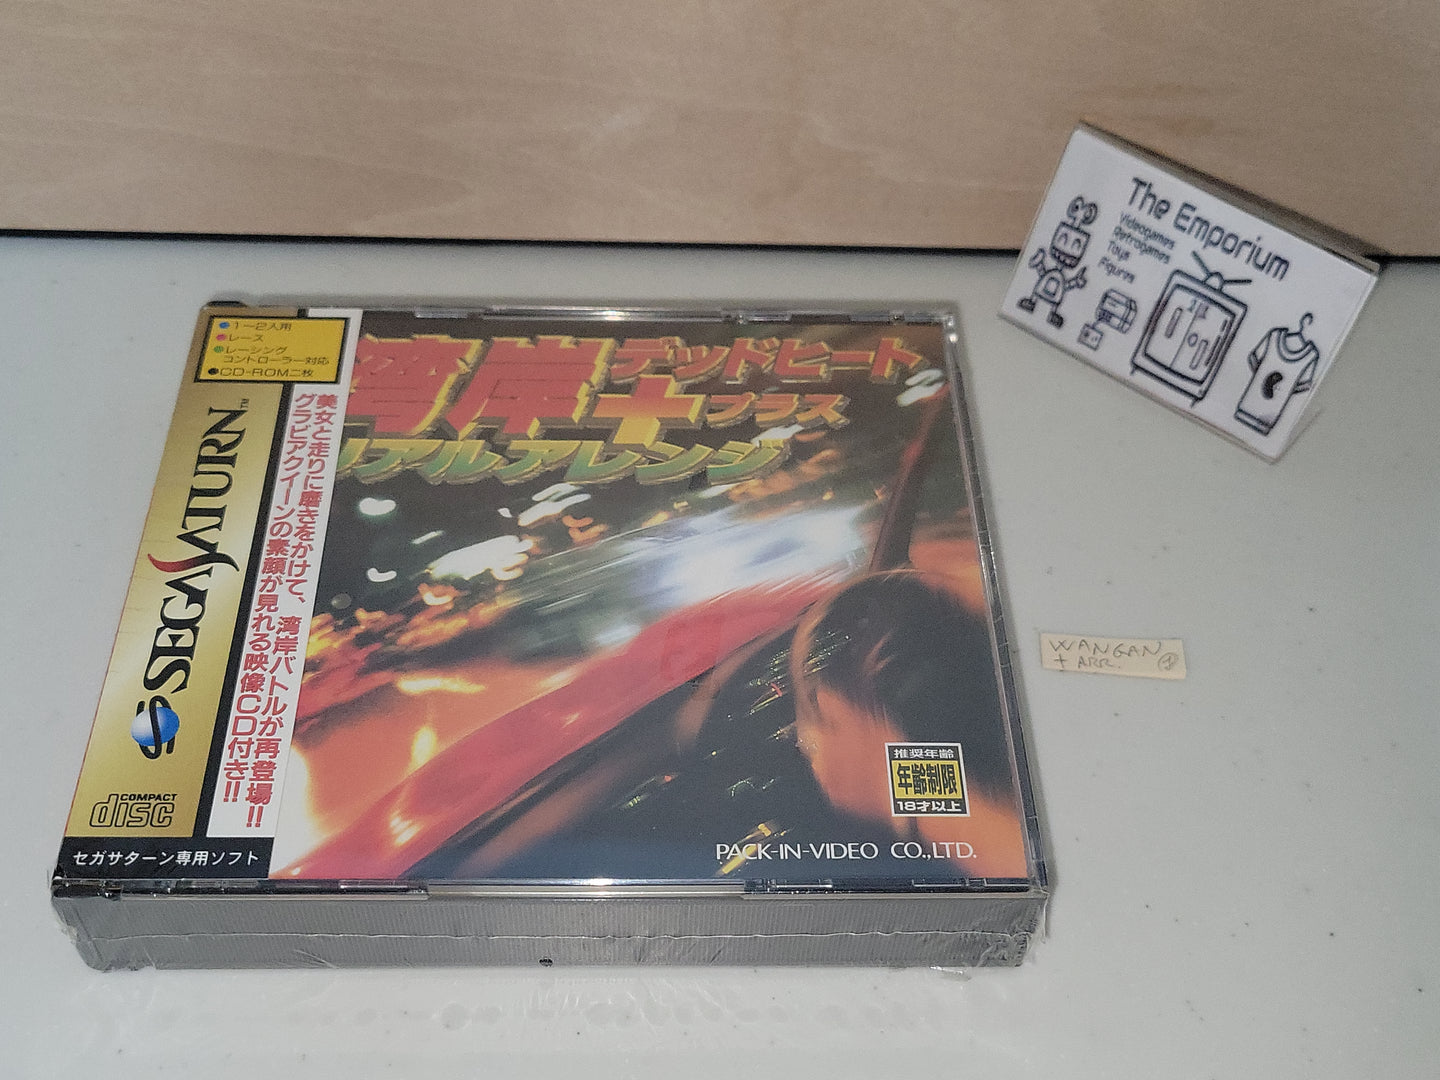 The Emporium
Videogames
Retrogames
Toys
Figures
1~2人用
レース
レーシング
コントローラー対応
CD-ROM二枚
湾岸デッドヒート
+プラス
リアルアレンジ
SEGA SATURN™
美女と走りに磨きをかけて、湾岸バトルが再登場!!
グラビアクイーンの素顔が見れる映像CD付き!!
COMPACT
disc
セガサターン専用ソフト
推奨年齢
年齢制限
18才以上
PACK-IN-VIDEO CO.,LTD.
WANGAN
+ ARR.